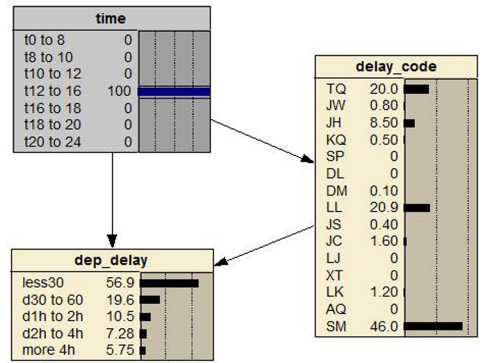 time
t0 to 8 0
t8 to 10 0
t10 to 12 0
t12 to 16 100
t16 to 18 0
t18 to 20 0
t20 to 24 0
delay_code
TQ 20.0
JW 0.80
JH 8.50
KQ 0.50
SP 0
DL 0
DM 0.10
LL 20.9
JS 0.40
JC 1.60
LJ 0
XT 0
LK 1.20
AQ 0
SM 46.0
dep_delay
less30 56.9
d30 to 60 19.6
d1h to 2h 10.5
d2h to 4h 7.28
more 4h 5.75